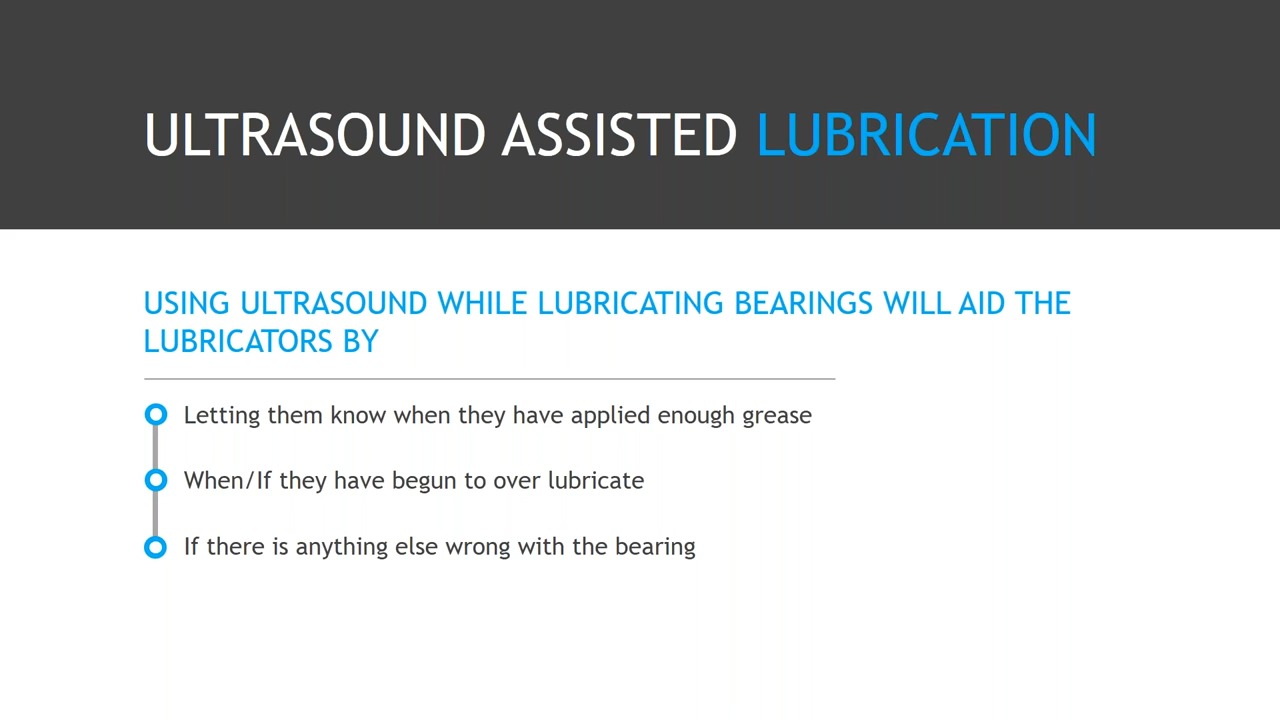 ULTRASOUND ASSISTED LUBRICATION
USING ULTRASOUND WHILE LUBRICATING BEARINGS WILL AID THE
LUBRICATORS BY
Letting them know when they have applied enough grease
When/If they have begun to over lubricate
If there is anything else wrong with the bearing